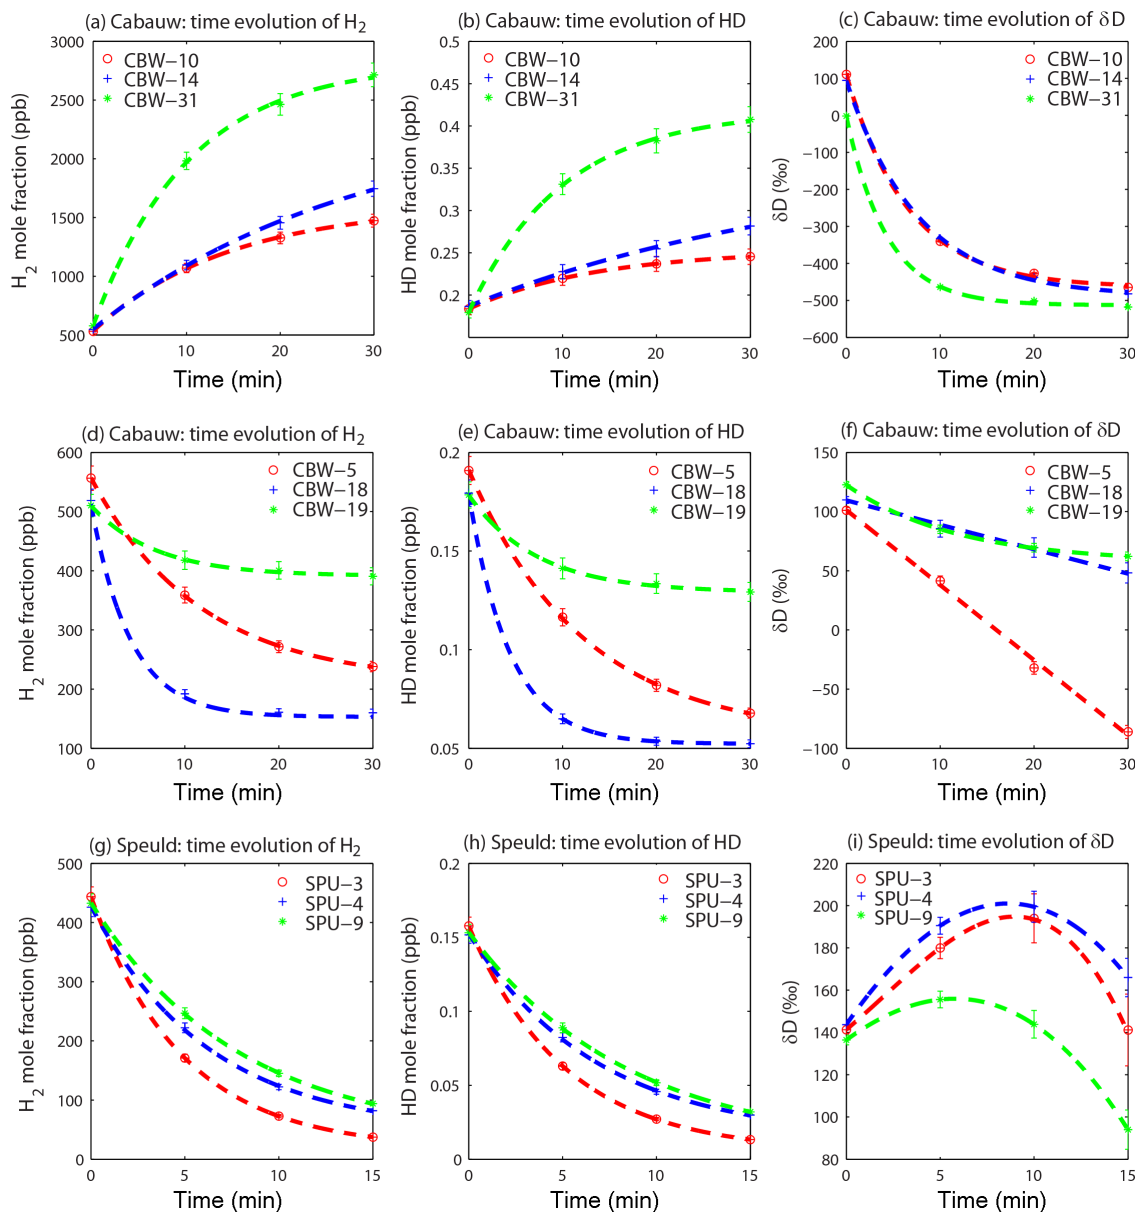 (a) Cabauw: time evolution of H2
3000
2500
2000
1500
1000
500
0 10 20 30
H2 mole fraction (ppb)
Time (min)
CBW−10
CBW−14
CBW−31
(b) Cabauw: time evolution of HD
0.5
0.4
0.3
0.2
0 10 20 30
HD mole fraction (ppb)
Time (min)
CBW−10
CBW−14
CBW−31
(c) Cabauw: time evolution of δD
200
100
0
−100
−200
−300
−400
−500
−600
0 10 20 30
δD (‰)
Time (min)
CBW−10
CBW−14
CBW−31
(d) Cabauw: time evolution of H2
600
500
400
300
200
100
0 10 20 30
H2 mole fraction (ppb)
Time (min)
CBW−5
CBW−18
CBW−19
(e) Cabauw: time evolution of HD
0.2
0.15
0.1
0.05
0 10 20 30
HD mole fraction (ppb)
Time (min)
CBW−5
CBW−18
CBW−19
(f) Cabauw: time evolution of δD
150
100
50
0
−50
−100
0 10 20 30
δD (‰)
Time (min)
CBW−5
CBW−18
CBW−19
(g) Speuld: time evolution of H2
500
400
300
200
100
0
0 5 10 15
H2 mole fraction (ppb)
Time (min)
SPU−3
SPU−4
SPU−9
(h) Speuld: time evolution of HD
0.2
0.15
0.1
0.05
0
0 5 10 15
HD mole fraction (ppb)
Time (min)
SPU−3
SPU−4
SPU−9
(i) Speuld: time evolution of δD
220
200
180
160
140
120
100
80
0 5 10 15
δD (‰)
Time (min)
SPU−3
SPU−4
SPU−9